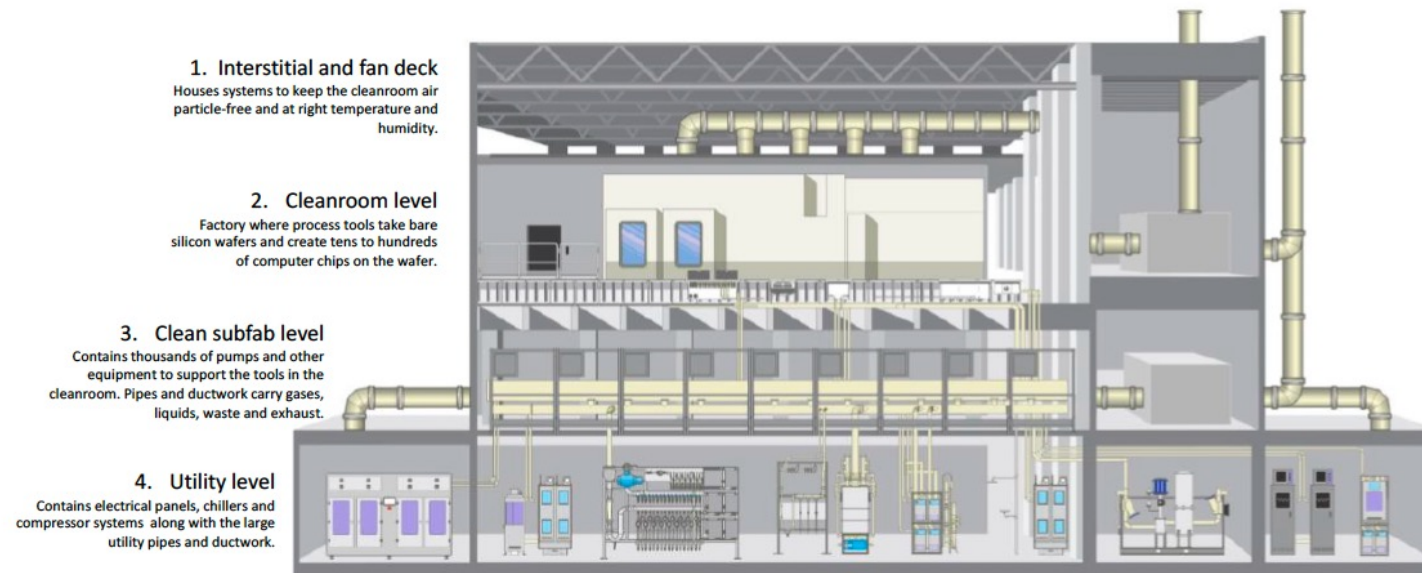 1. Interstitial and fan deck
Houses systems to keep the cleanroom air
particle-free and at right temperature and
humidity.
2. Cleanroom level
Factory where process tools take bare
silicon wafers and create tens to hundreds
of computer chips on the wafer.
3. Clean subfab level
Contains thousands of pumps and other
equipment to support the tools in the
cleanroom. Pipes and ductwork carry gases,
liquids, waste and exhaust.
4. Utility level
Contains electrical panels, chillers and
compressor systems along with the large
utility pipes and ductwork.